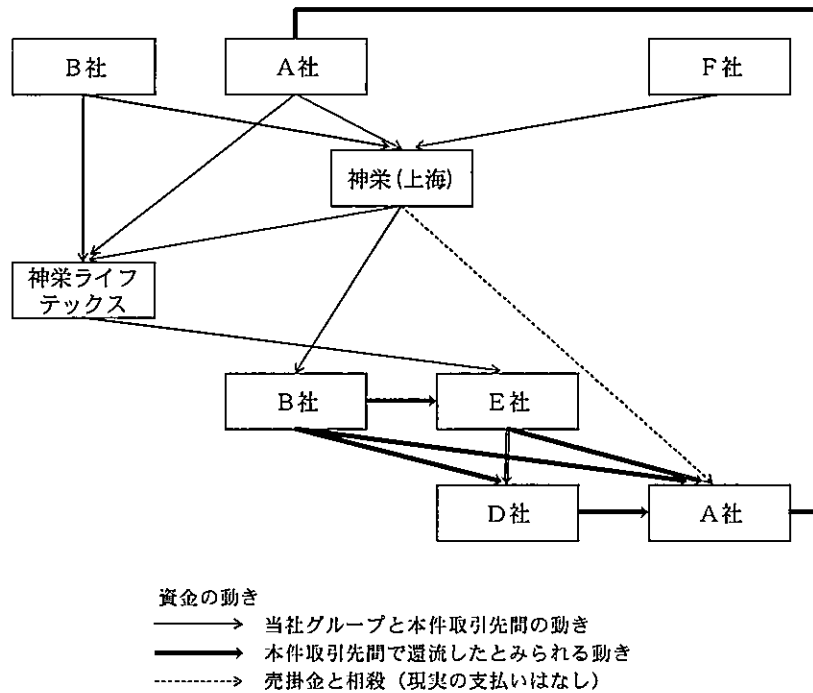 B社
A社
F社
神栄(上海)
神栄ライフ
テックス
B社
E社
D社
A社
資金の動き
当社グループと本件取引先間の動き
本件取引先間で還流したとみられる動き
売掛金と相殺（現実の支払いはなし）